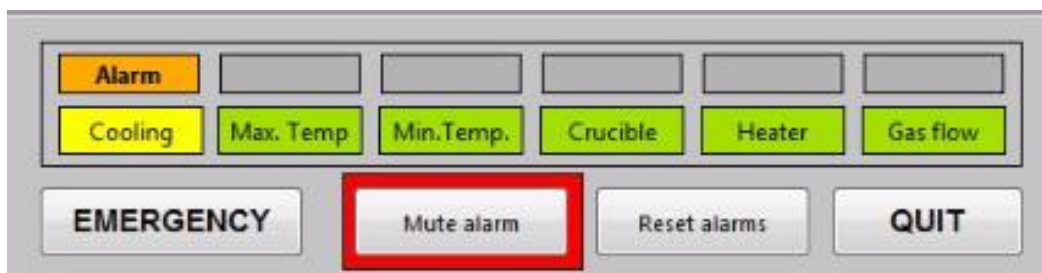 Alarm
Cooling Max. Temp Min.Temp. Crucible Heater Gas flow
EMERGENCY Mute alarm Reset alarms QUIT